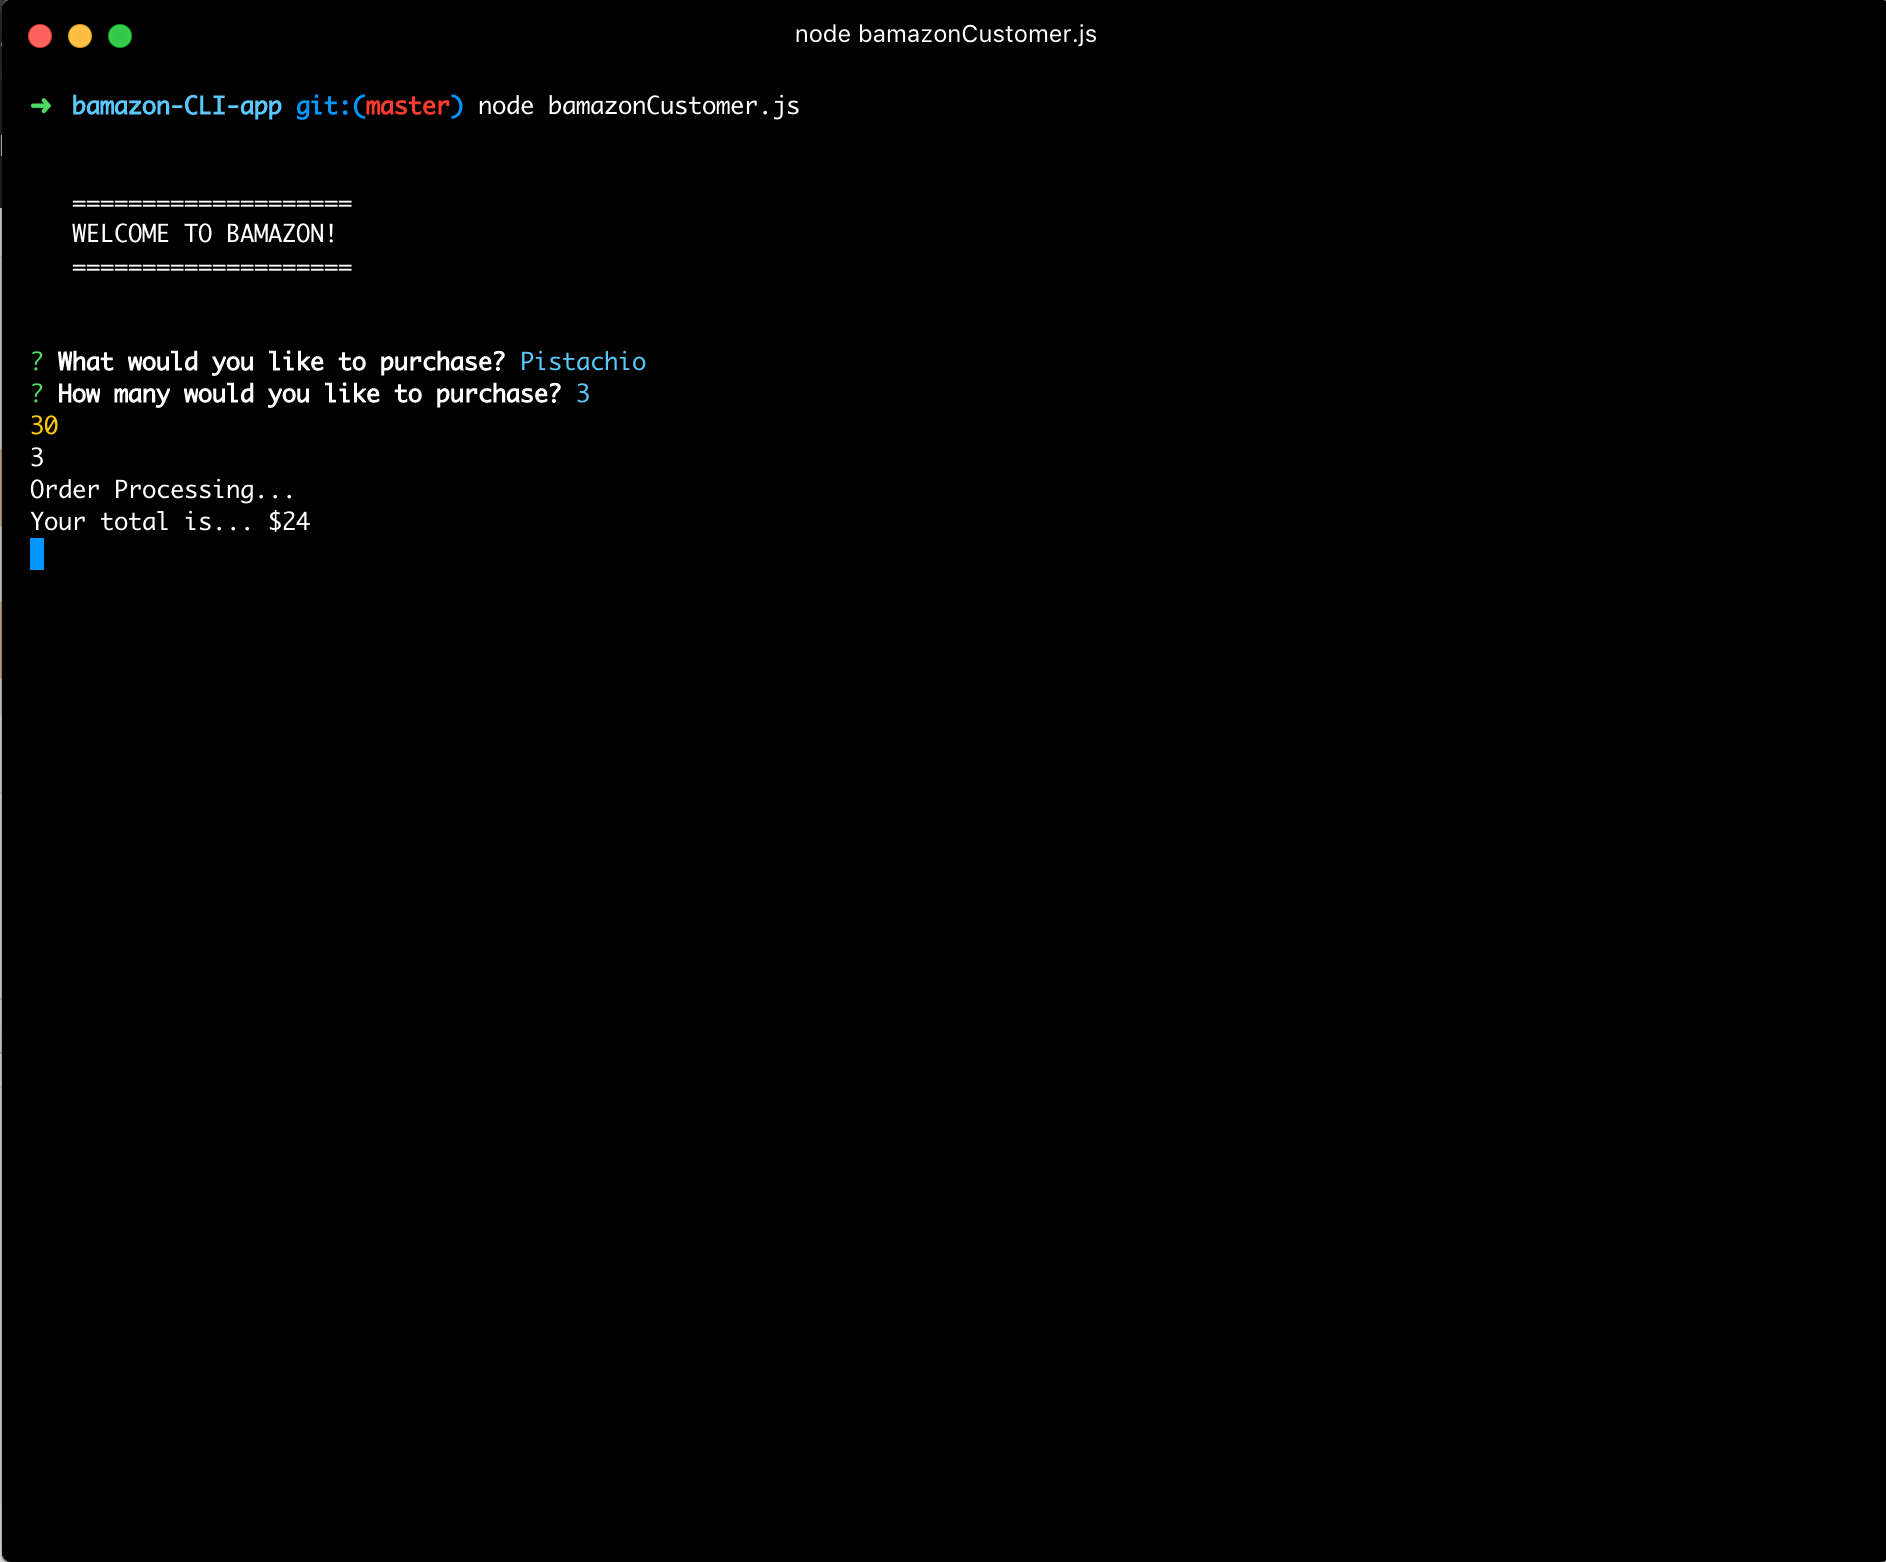 node bamazonCustomer.js
➜ bamazon-CLI-app git:(master) node bamazonCustomer.js
====================
WELCOME TO BAMAZON!
====================
? What would you like to purchase? Pistachio
? How many would you like to purchase? 3
30
3
Order Processing...
Your total is... $24